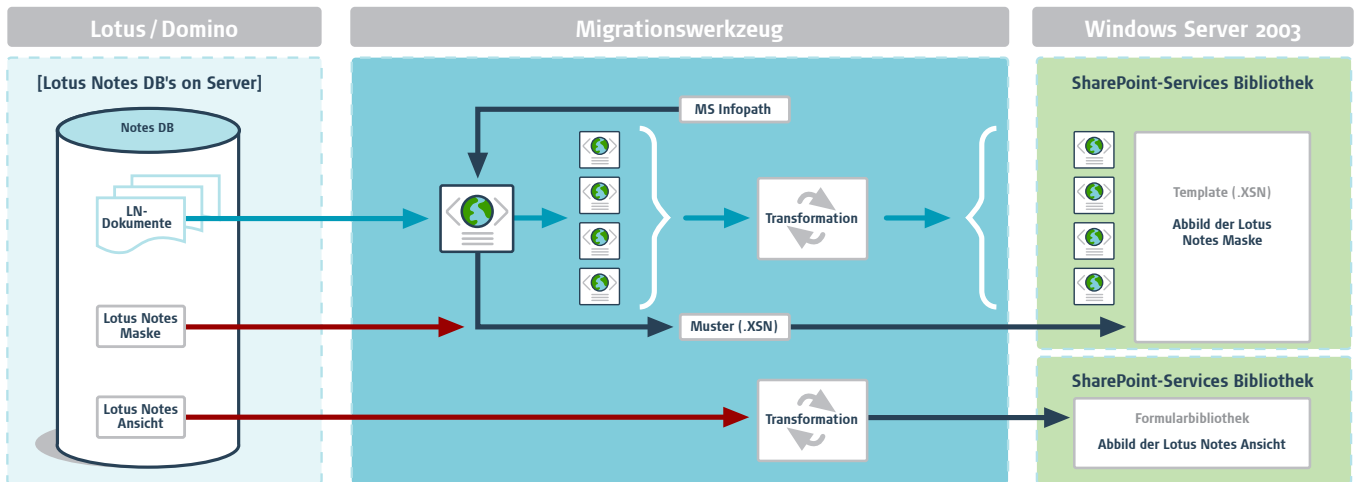 Lotus / Domino
Migrationswerkzeug
Windows Server 2003
[Lotus Notes DB's on Server]
Notes DB
LN-
Dokumente
Lotus Notes
Maske
Lotus Notes
Ansicht
MS Infopath
Transformation
Muster (.XSN)
Transformation
SharePoint-Services Bibliothek
Template (.XSN)
Abbild der Lotus
Notes Maske
SharePoint-Services Bibliothek
Formularbibliothek
Abbild der Lotus Notes Ansicht